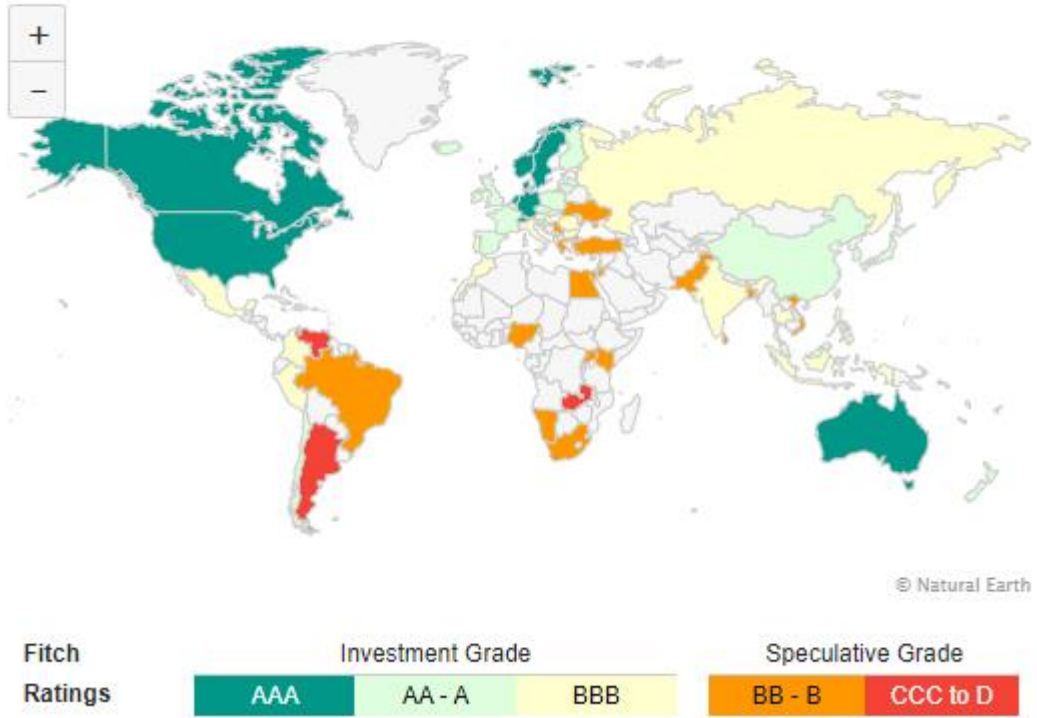 +
−
© Natural Earth
Fitch Investment Grade Speculative Grade
Ratings AAA AA - A BBB BB - B CCC to D